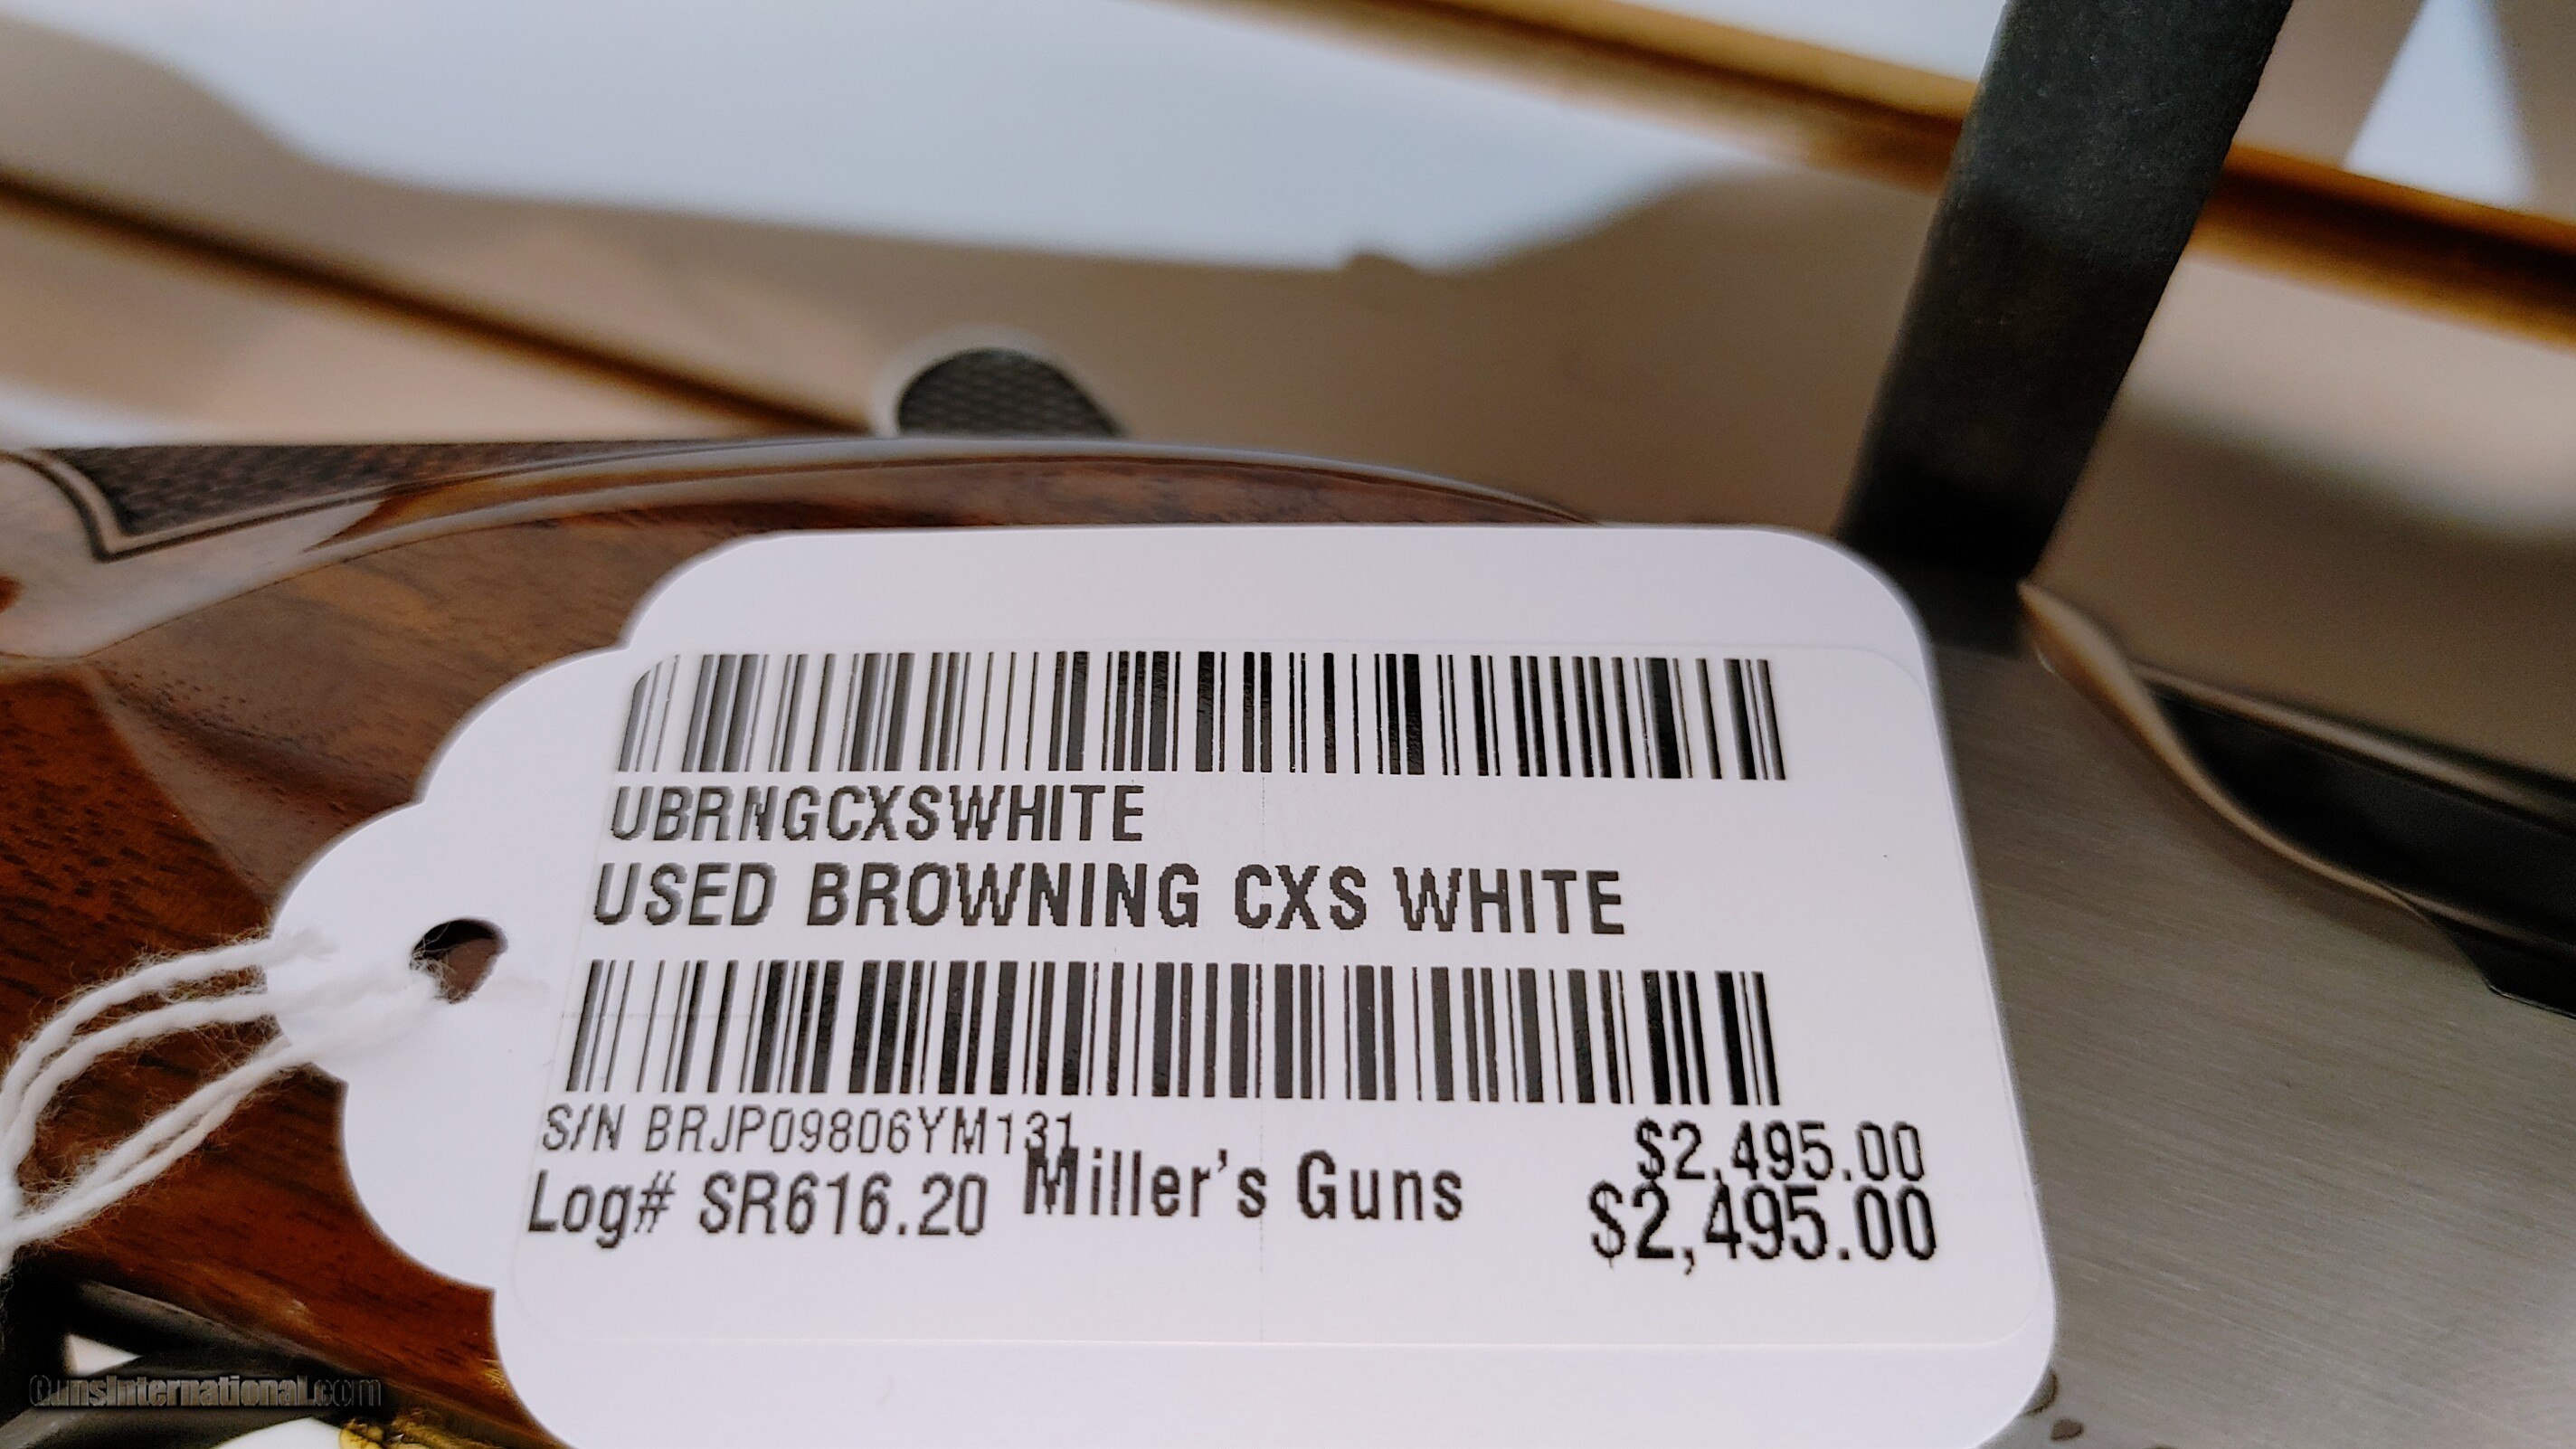 UBRNGCXSWHITE
USED BROWNING CXS WHITE
S/N BRJP09806YM131
$2,495.00
Log# SR616.20
Miller's Guns
$2,495.00
GunsInternational.com